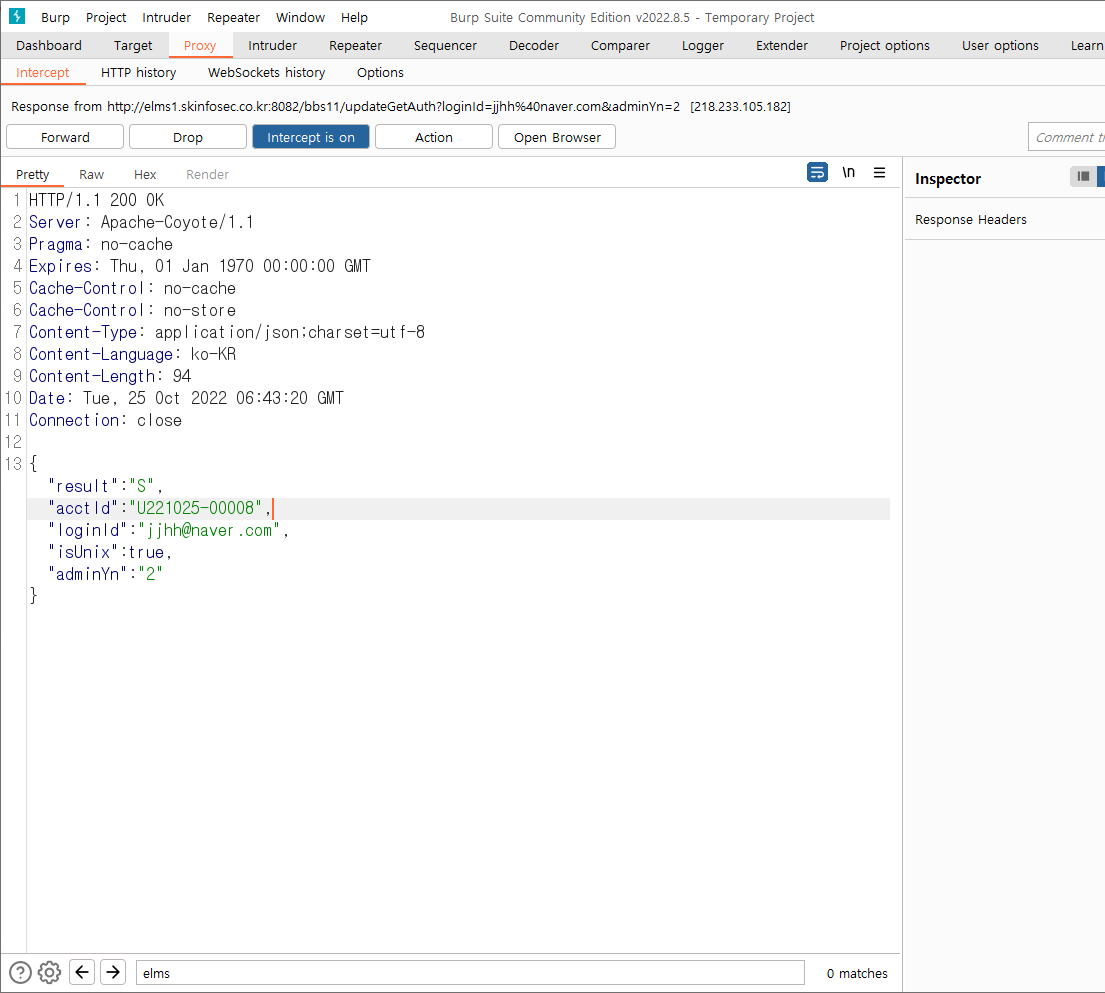 Burp Project Intruder Repeater Window Help Burp Suite Community Edition v2022.8.5 - Temporary Project
Dashboard Target Proxy Intruder Repeater Sequencer Decoder Comparer Logger Extender Project options User options Learn
Intercept HTTP history WebSockets history Options
Response from http://elms1.skinfosec.co.kr:8082/bbs11/updateGetAuth?loginId=jjhh%40naver.com&adminYn=2 [218.233.105.182]
Forward Drop Intercept is on Action Open Browser Comment
Pretty Raw Hex Render \n
Inspector
Response Headers
1 HTTP/1.1 200 OK
2 Server: Apache-Coyote/1.1
3 Pragma: no-cache
4 Expires: Thu, 01 Jan 1970 00:00:00 GMT
5 Cache-Control: no-cache
6 Cache-Control: no-store
7 Content-Type: application/json;charset=utf-8
8 Content-Language: ko-KR
9 Content-Length: 94
10 Date: Tue, 25 Oct 2022 06:43:20 GMT
11 Connection: close
12
13 {
"result":"S",
"acctId":"U221025-00008",
"loginId":"jjhh@naver.com",
"isUnix":true,
"adminYn":"2"
}
? elms 0 matches